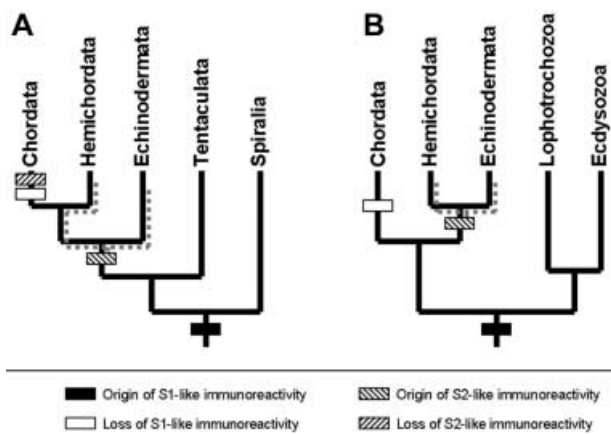 A
B
Chordata
Hemichordata
Echinodermata
Tentaculata
Spiralia
Chordata
Hemichordata
Echinodermata
Lophotrochozoa
Ecdysozoa
Origin of S1-like immunoreactivity
Origin of S2-like immunoreactivity
Loss of S1-like immunoreactivity
Loss of S2-like immunoreactivity